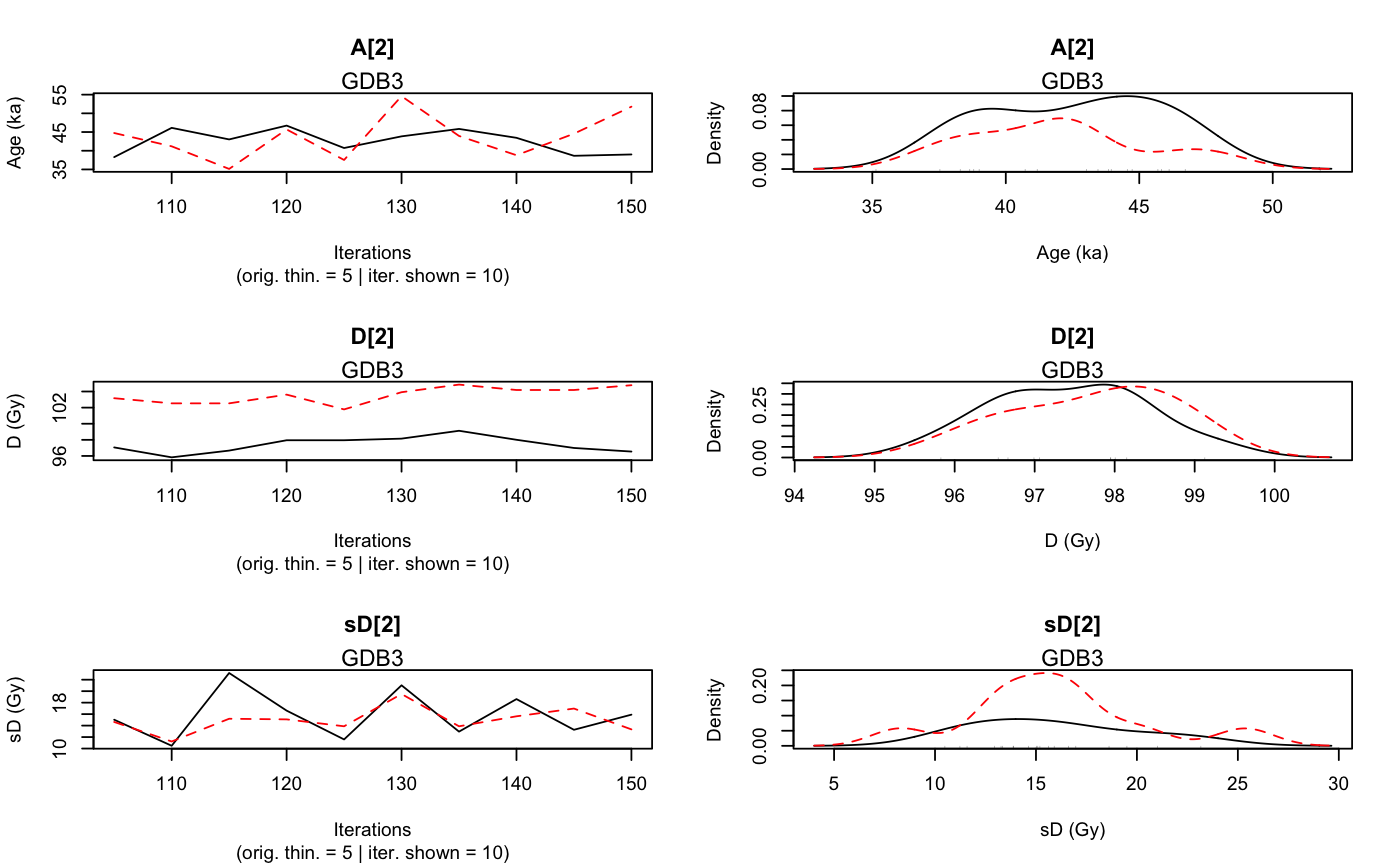 A[2]
GDB3
Age (ka)
35 45 55
110 120 130 140 150
Iterations
(orig. thin. = 5 | iter. shown = 10)
A[2]
GDB3
Density
0.00 0.08
35 40 45 50
Age (ka)
D[2]
GDB3
D (Gy)
96 102
110 120 130 140 150
Iterations
(orig. thin. = 5 | iter. shown = 10)
D[2]
GDB3
Density
0.00 0.25
94 95 96 97 98 99 100
D (Gy)
sD[2]
GDB3
sD (Gy)
10 18
110 120 130 140 150
Iterations
(orig. thin. = 5 | iter. shown = 10)
sD[2]
GDB3
Density
0.00 0.20
5 10 15 20 25 30
sD (Gy)